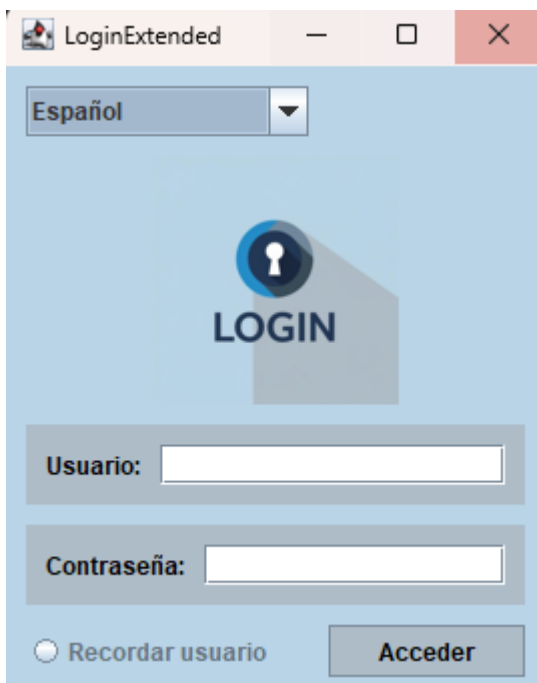 LoginExtended
Español
LOGIN
Usuario:
Contraseña:
Recordar usuario
Acceder